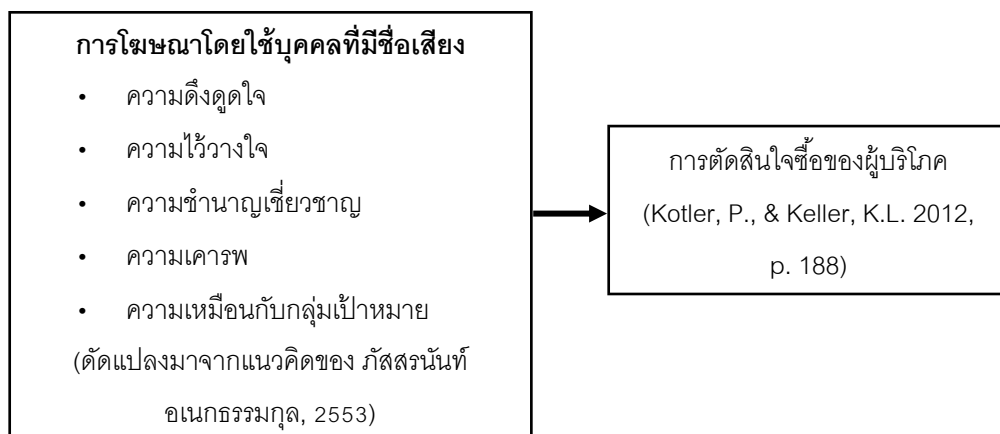 การโฆษณาโดยใช้บุคคลที่มีชื่อเสียง
• ความดึงดูดใจ
• ความไว้วางใจ
• ความชำนาญเชี่ยวชาญ
• ความเคารพ
• ความเหมือนกับกลุ่มเป้าหมาย
(ดัดแปลงมาจากแนวคิดของ ภัสสรนันท์
อเนกธรรมกุล, 2553)
การตัดสินใจซื้อของผู้บริโภค
(Kotler, P., & Keller, K.L. 2012,
p. 188)